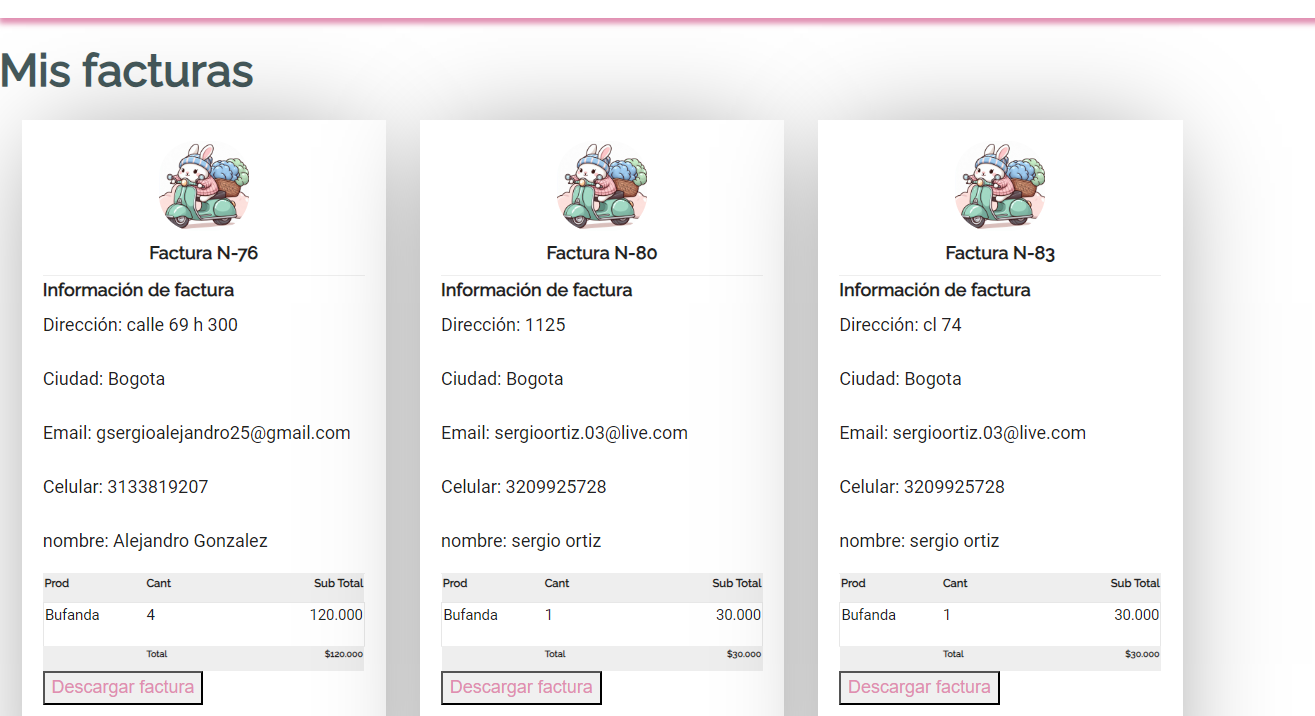 Mis facturas
Factura N-76
Información de factura
Dirección: calle 69 h 300
Ciudad: Bogota
Email: gsergioalejandro25@gmail.com
Celular: 3133819207
nombre: Alejandro Gonzalez
Prod Cant Sub Total
Bufanda 4 120.000
Total $120.000
Descargar factura
Factura N-80
Información de factura
Dirección: 1125
Ciudad: Bogota
Email: sergioortiz.03@live.com
Celular: 3209925728
nombre: sergio ortiz
Prod Cant Sub Total
Bufanda 1 30.000
Total $30.000
Descargar factura
Factura N-83
Información de factura
Dirección: cl 74
Ciudad: Bogota
Email: sergioortiz.03@live.com
Celular: 3209925728
nombre: sergio ortiz
Prod Cant Sub Total
Bufanda 1 30.000
Total $30.000
Descargar factura